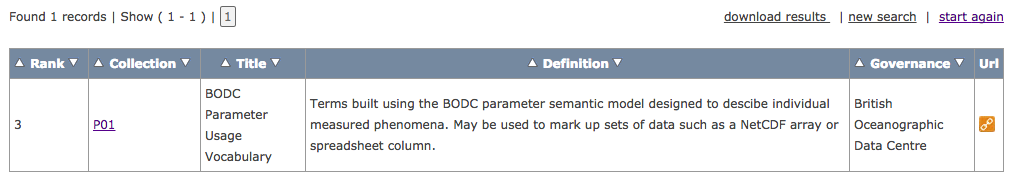 Found 1 records | Show ( 1 - 1 ) | 1
download results | new search | start again
▲ Rank ▼ ▲ Collection ▼ ▲ Title ▼ ▲ Definition ▼ ▲ Governance ▼ Url
3
P01
BODC
Parameter
Usage
Vocabulary
Terms built using the BODC parameter semantic model designed to descibe individual
measured phenomena. May be used to mark up sets of data such as a NetCDF array or
spreadsheet column.
British
Oceanographic
Data Centre